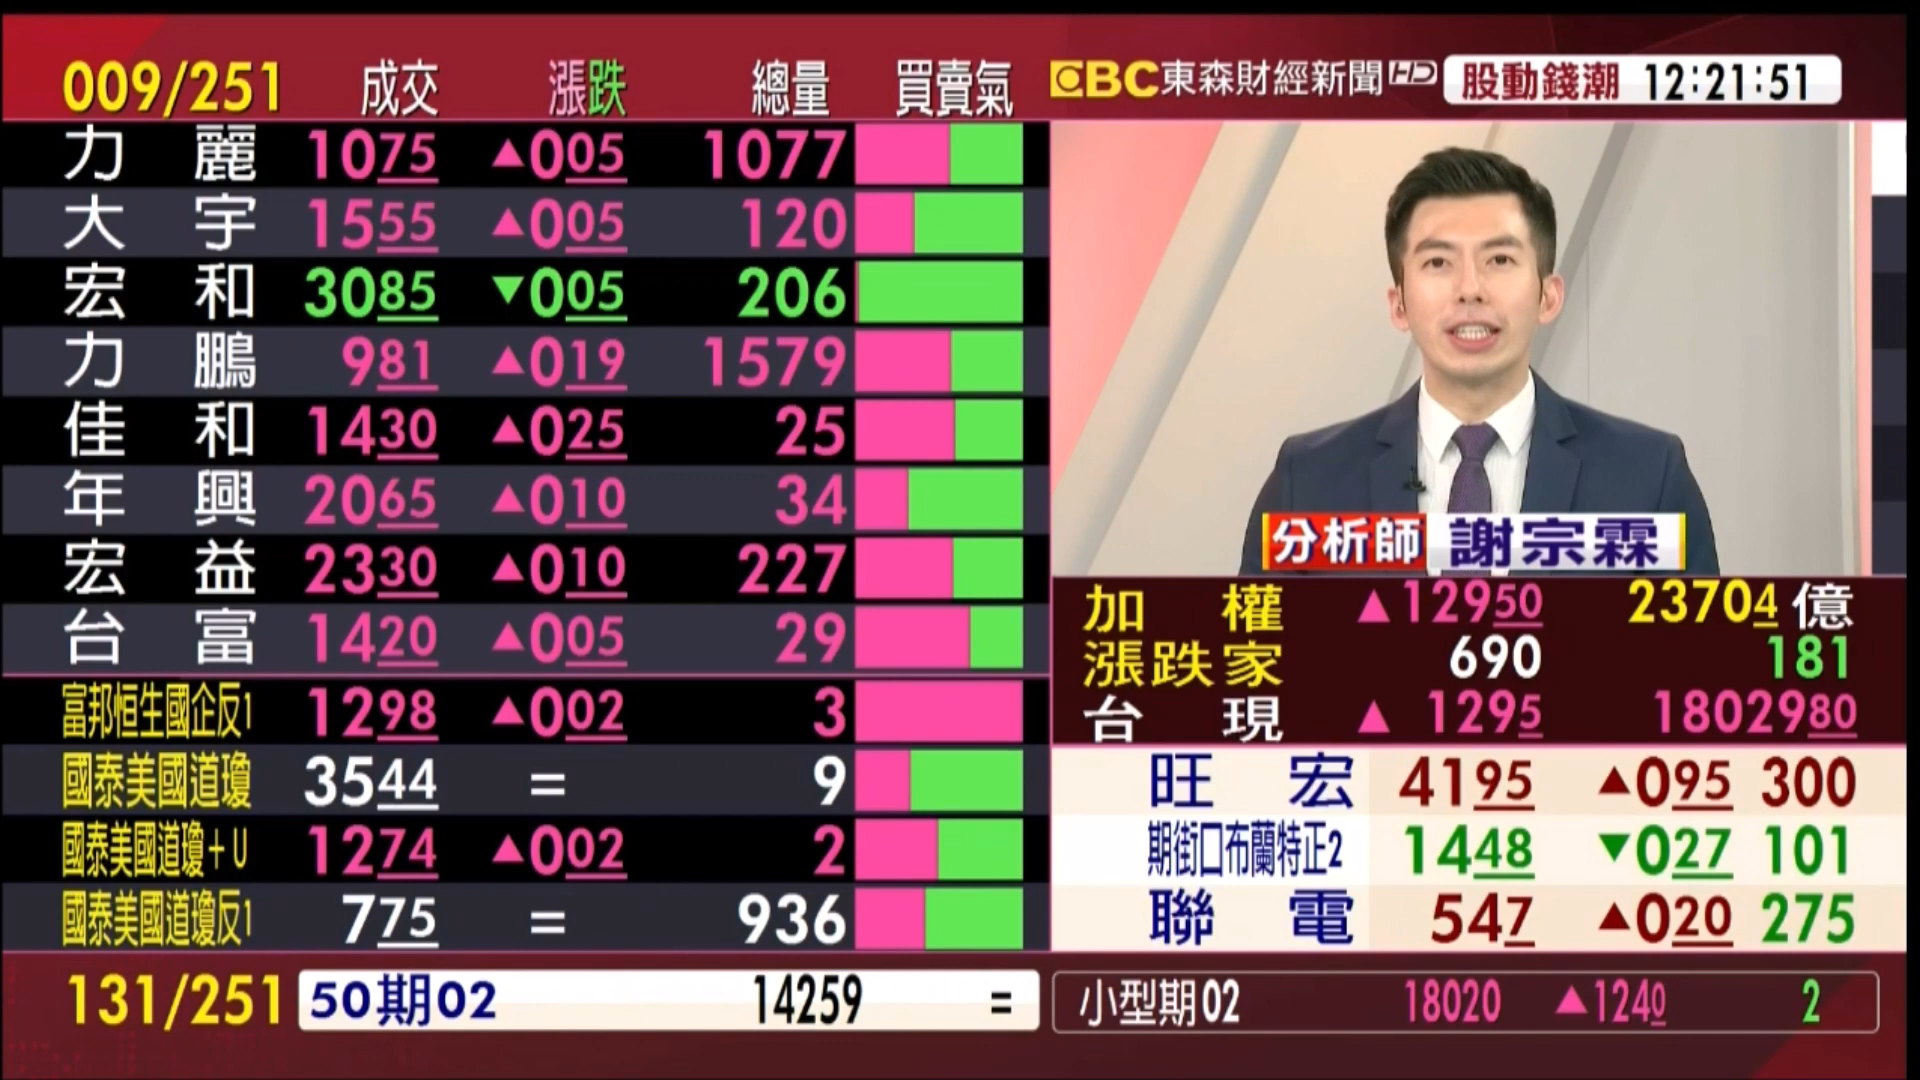 009/251 成交 漲跌 總量 買賣氣
力麗 1075 ▲005 1077
大宇 1555 ▲005 120
宏和 3085 ▼005 206
力鵬 981 ▲019 1579
佳和 1430 ▲025 25
年興 2065 ▲010 34
宏益 2330 ▲010 227
台富 1420 ▲005 29
富邦恒生國企反1 1298 ▲002 3
國泰美國道瓊 3544 = 9
國泰美國道瓊+U 1274 ▲002 2
國泰美國道瓊反1 775 = 936
131/251 50期02 14259 =
EBC東森財經新聞HD 股動錢潮 12:21:51
分析師 謝宗霖
加權 ▲12950 23704億
漲跌家 690 181
台現 ▲1295 1802980
旺宏 4195 ▲095 300
期街口布蘭特正2 1448 ▼027 101
聯電 547 ▲020 275
小型期02 18020 ▲1240 2